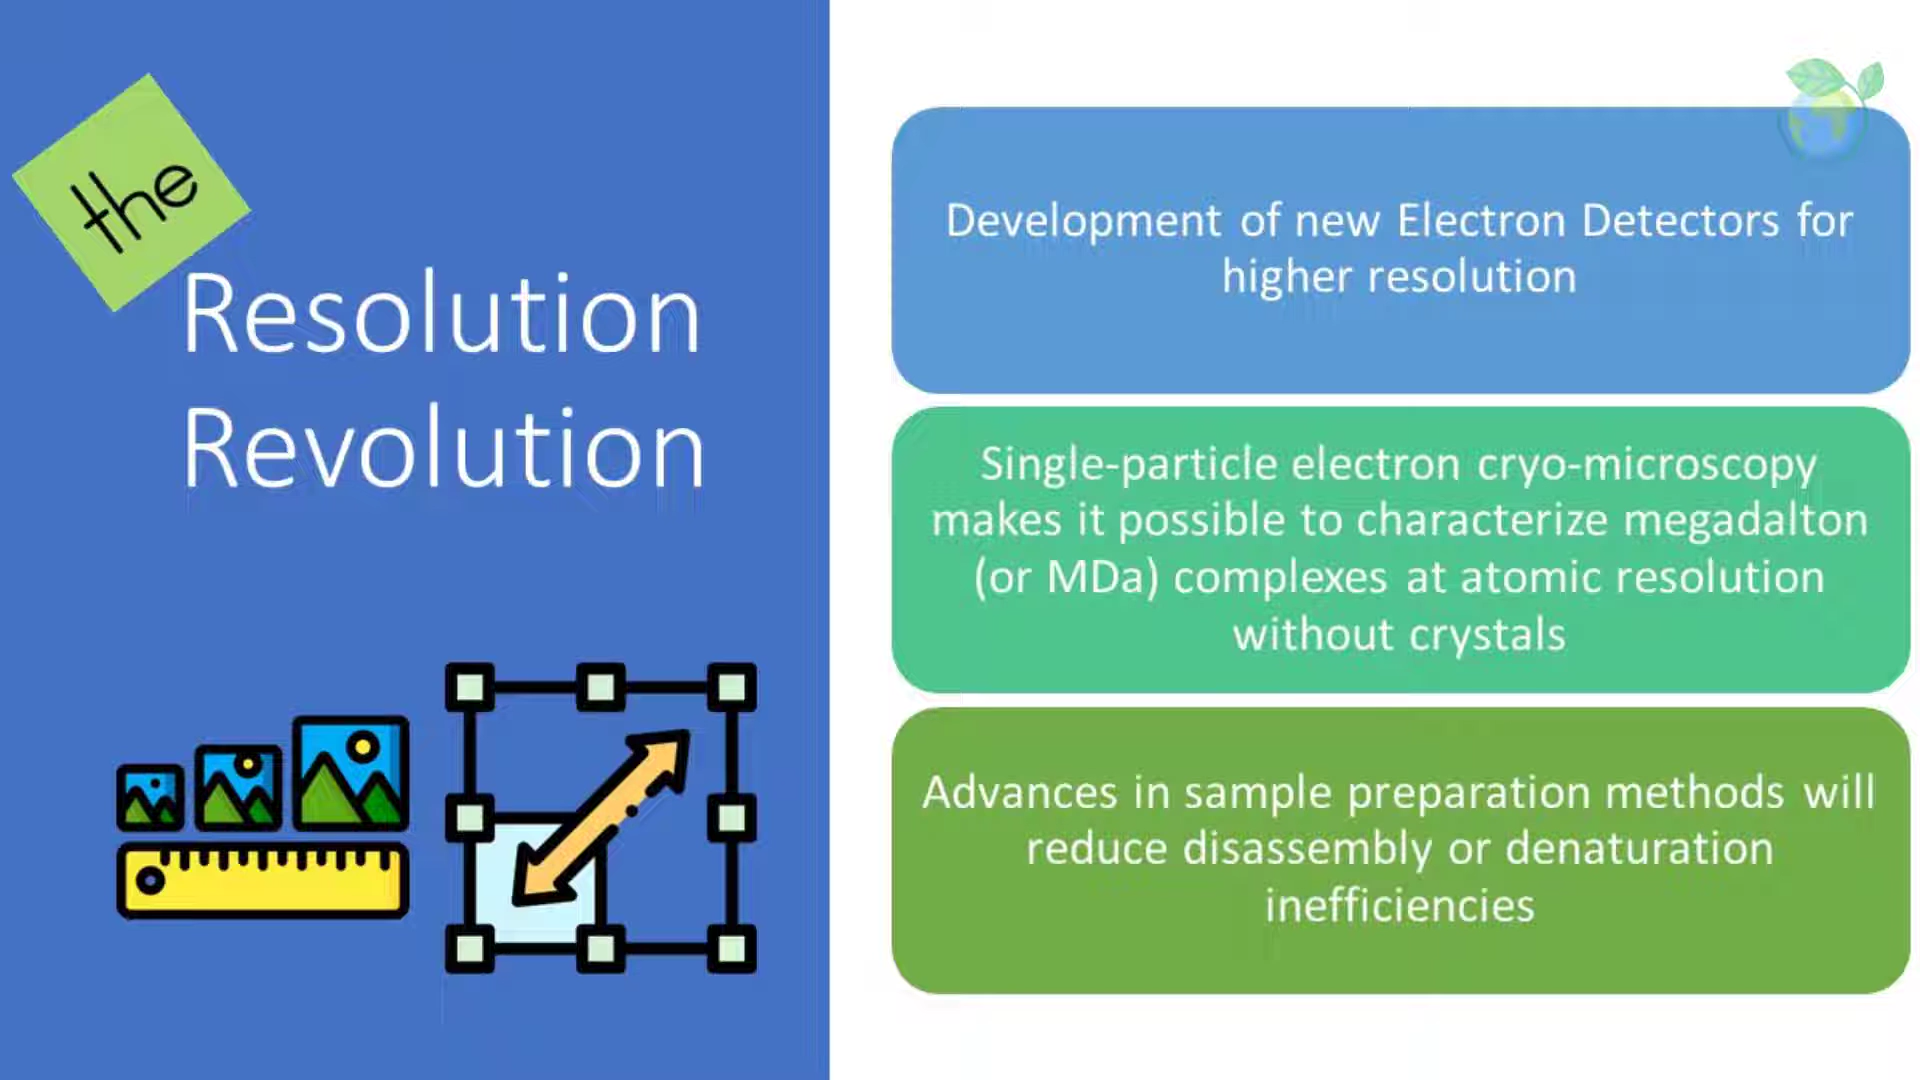 the
Resolution
Revolution
Development of new Electron Detectors for
higher resolution
Single-particle electron cryo-microscopy
makes it possible to characterize megadalton
(or MDa) complexes at atomic resolution
without crystals
Advances in sample preparation methods will
reduce disassembly or denaturation
inefficiencies